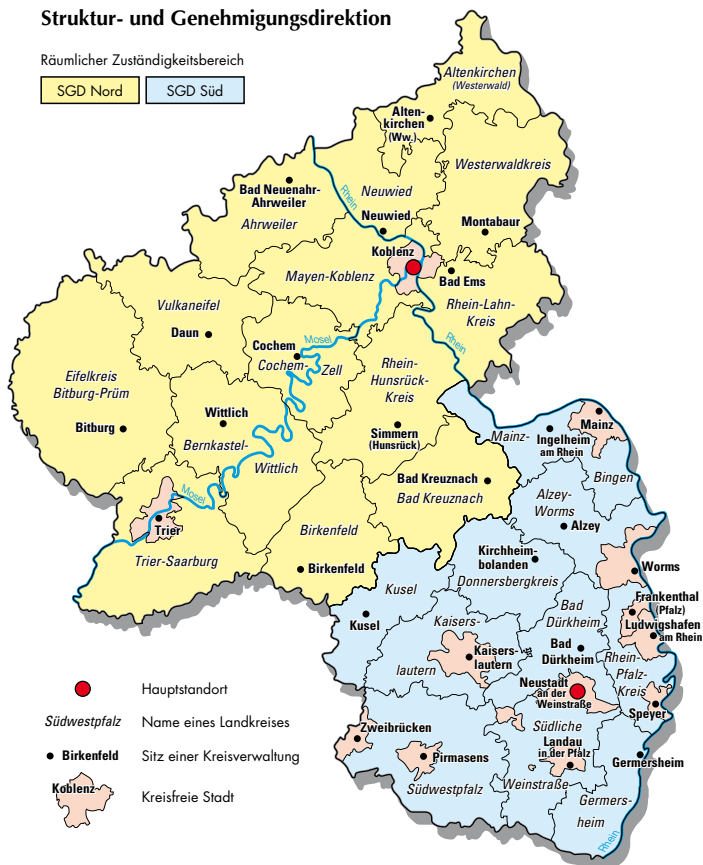 Struktur- und Genehmigungsdirektion
Räumlicher Zuständigkeitsbereich
SGD Nord
SGD Süd
Altenkirchen
(Westerwald)
Alten-
kirchen
(Ww.)
Westerwaldkreis
Rhein
Neuwied
Bad Neuenahr-
Ahrweiler
Ahrweiler
Neuwied
Montabaur
Koblenz
Mayen-Koblenz
Bad Ems
Rhein-Lahn-
Kreis
Vulkaneifel
Daun
Cochem
Mosel
Rhein
Cochem-
Zell
Rhein-
Hunsrück-
Kreis
Eifelkreis
Bitburg-Prüm
Bitburg
Wittlich
Bernkastel-
Wittlich
Simmern
(Hunsrück)
Mainz-
Ingelheim
am Rhein
Mainz
Bingen
Bad Kreuznach
Bad Kreuznach
Mosel
Trier
Trier-Saarburg
Birkenfeld
Birkenfeld
Alzey-
Worms
Alzey
Kirchheim-
bolanden
Donnersbergkreis
Worms
Kusel
Kusel
Kaisers-
lautern
Kaisers-
lautern
Bad
Dürkheim
Bad
Dürkheim
Frankenthal
(Pfalz)
Ludwigshafen
am Rhein
Rhein-
Pfalz-
Kreis
Neustadt
an der
Weinstraße
Speyer
Zweibrücken
Pirmasens
Südwestpfalz
Südliche
Weinstraße
Landau
in der Pfalz
Germersheim
Germers-
heim
Rhein
Hauptstandort
Südwestpfalz
Name eines Landkreises
Birkenfeld
Sitz einer Kreisverwaltung
Koblenz
Kreisfreie Stadt